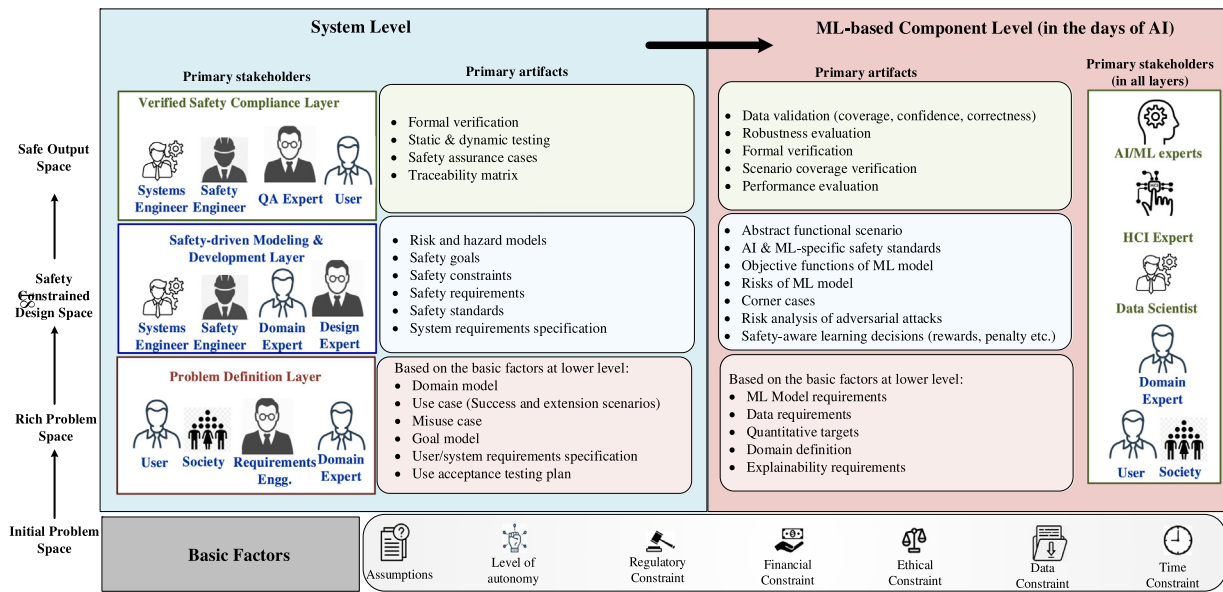 System Level
ML-based Component Level (in the days of AI)
Primary stakeholders
Primary artifacts
Primary artifacts
Primary stakeholders
(in all layers)
Safe Output
Space
Safety
Constrained
Design Space
Rich Problem
Space
Initial Problem
Space
Verified Safety Compliance Layer
Systems
Engineer
Safety
Engineer
QA Expert
User
• Formal verification
• Static & dynamic testing
• Safety assurance cases
• Traceability matrix
• Data validation (coverage, confidence, correctness)
• Robustness evaluation
• Formal verification
• Scenario coverage verification
• Performance evaluation
Safety-driven Modeling &
Development Layer
Systems
Engineer
Safety
Engineer
Domain
Expert
Design
Expert
• Risk and hazard models
• Safety goals
• Safety constraints
• Safety requirements
• Safety standards
• System requirements specification
• Abstract functional scenario
• AI & ML-specific safety standards
• Objective functions of ML model
• Risks of ML model
• Corner cases
• Risk analysis of adversarial attacks
• Safety-aware learning decisions (rewards, penalty etc.)
Problem Definition Layer
User
Society
Requirements
Engg.
Domain
Expert
Based on the basic factors at lower level:
• Domain model
• Use case (Success and extension scenarios)
• Misuse case
• Goal model
• User/system requirements specification
• Use acceptance testing plan
Based on the basic factors at lower level:
• ML Model requirements
• Data requirements
• Quantitative targets
• Domain definition
• Explainability requirements
AI/ML experts
HCI Expert
Data Scientist
Domain
Expert
User
Society
Basic Factors
Assumptions
Level of
autonomy
Regulatory
Constraint
Financial
Constraint
Ethical
Constraint
Data
Constraint
Time
Constraint